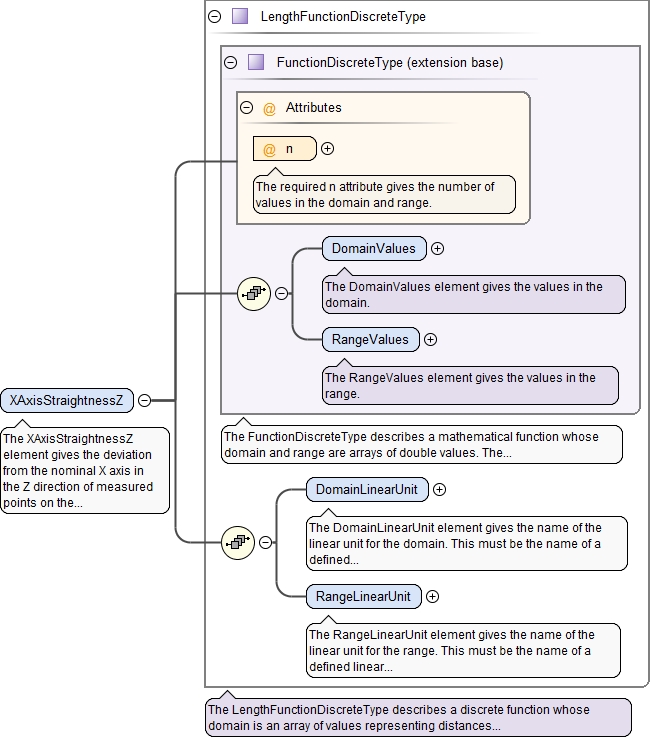 LengthFunctionDiscreteType
FunctionDiscreteType (extension base)
@ Attributes
@ n
The required n attribute gives the number of
values in the domain and range.
DomainValues
The DomainValues element gives the values in the
domain.
RangeValues
The RangeValues element gives the values in the
range.
XAxisStraightnessZ
The XAxisStraightnessZ
element gives the deviation
from the nominal X axis in
the Z direction of measured
points on the...
The FunctionDiscreteType describes a mathematical function whose
domain and range are arrays of double values. The...
DomainLinearUnit
The DomainLinearUnit element gives the name of the
linear unit for the domain. This must be the name of a
defined...
RangeLinearUnit
The RangeLinearUnit element gives the name of the
linear unit for the range. This must be the name of a
defined linear...
The LengthFunctionDiscreteType describes a discrete function whose
domain is an array of values representing distances...